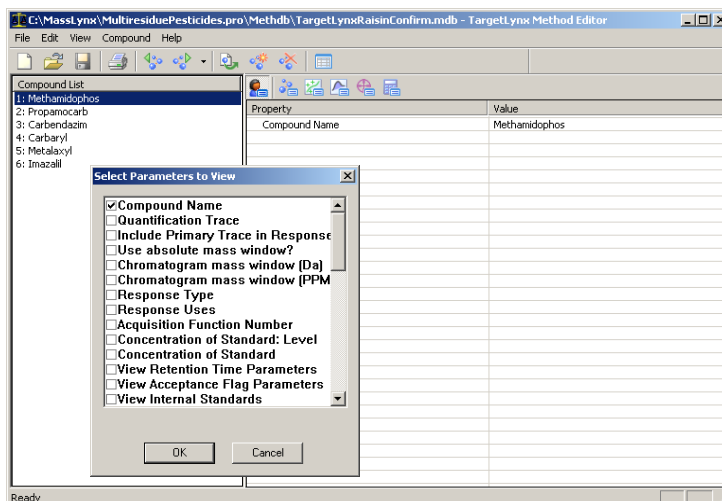 C:\MassLynx\MultiresiduePesticides.pro\Methdb\TargetLynxRaisinConfirm.mdb - TargetLynx Method Editor
File Edit View Compound Help
Compound List
1: Methamidophos
2: Propamocarb
3: Carbendazim
4: Carbaryl
5: Metalaxyl
6: Imazalil
Property Value
Compound Name Methamidophos
Select Parameters to View
Compound Name
Quantification Trace
Include Primary Trace in Response
Use absolute mass window?
Chromatogram mass window (Da)
Chromatogram mass window (PPM
Response Type
Response Uses
Acquisition Function Number
Concentration of Standard: Level
Concentration of Standard
View Retention Time Parameters
View Acceptance Flag Parameters
View Internal Standards
OK Cancel
Ready